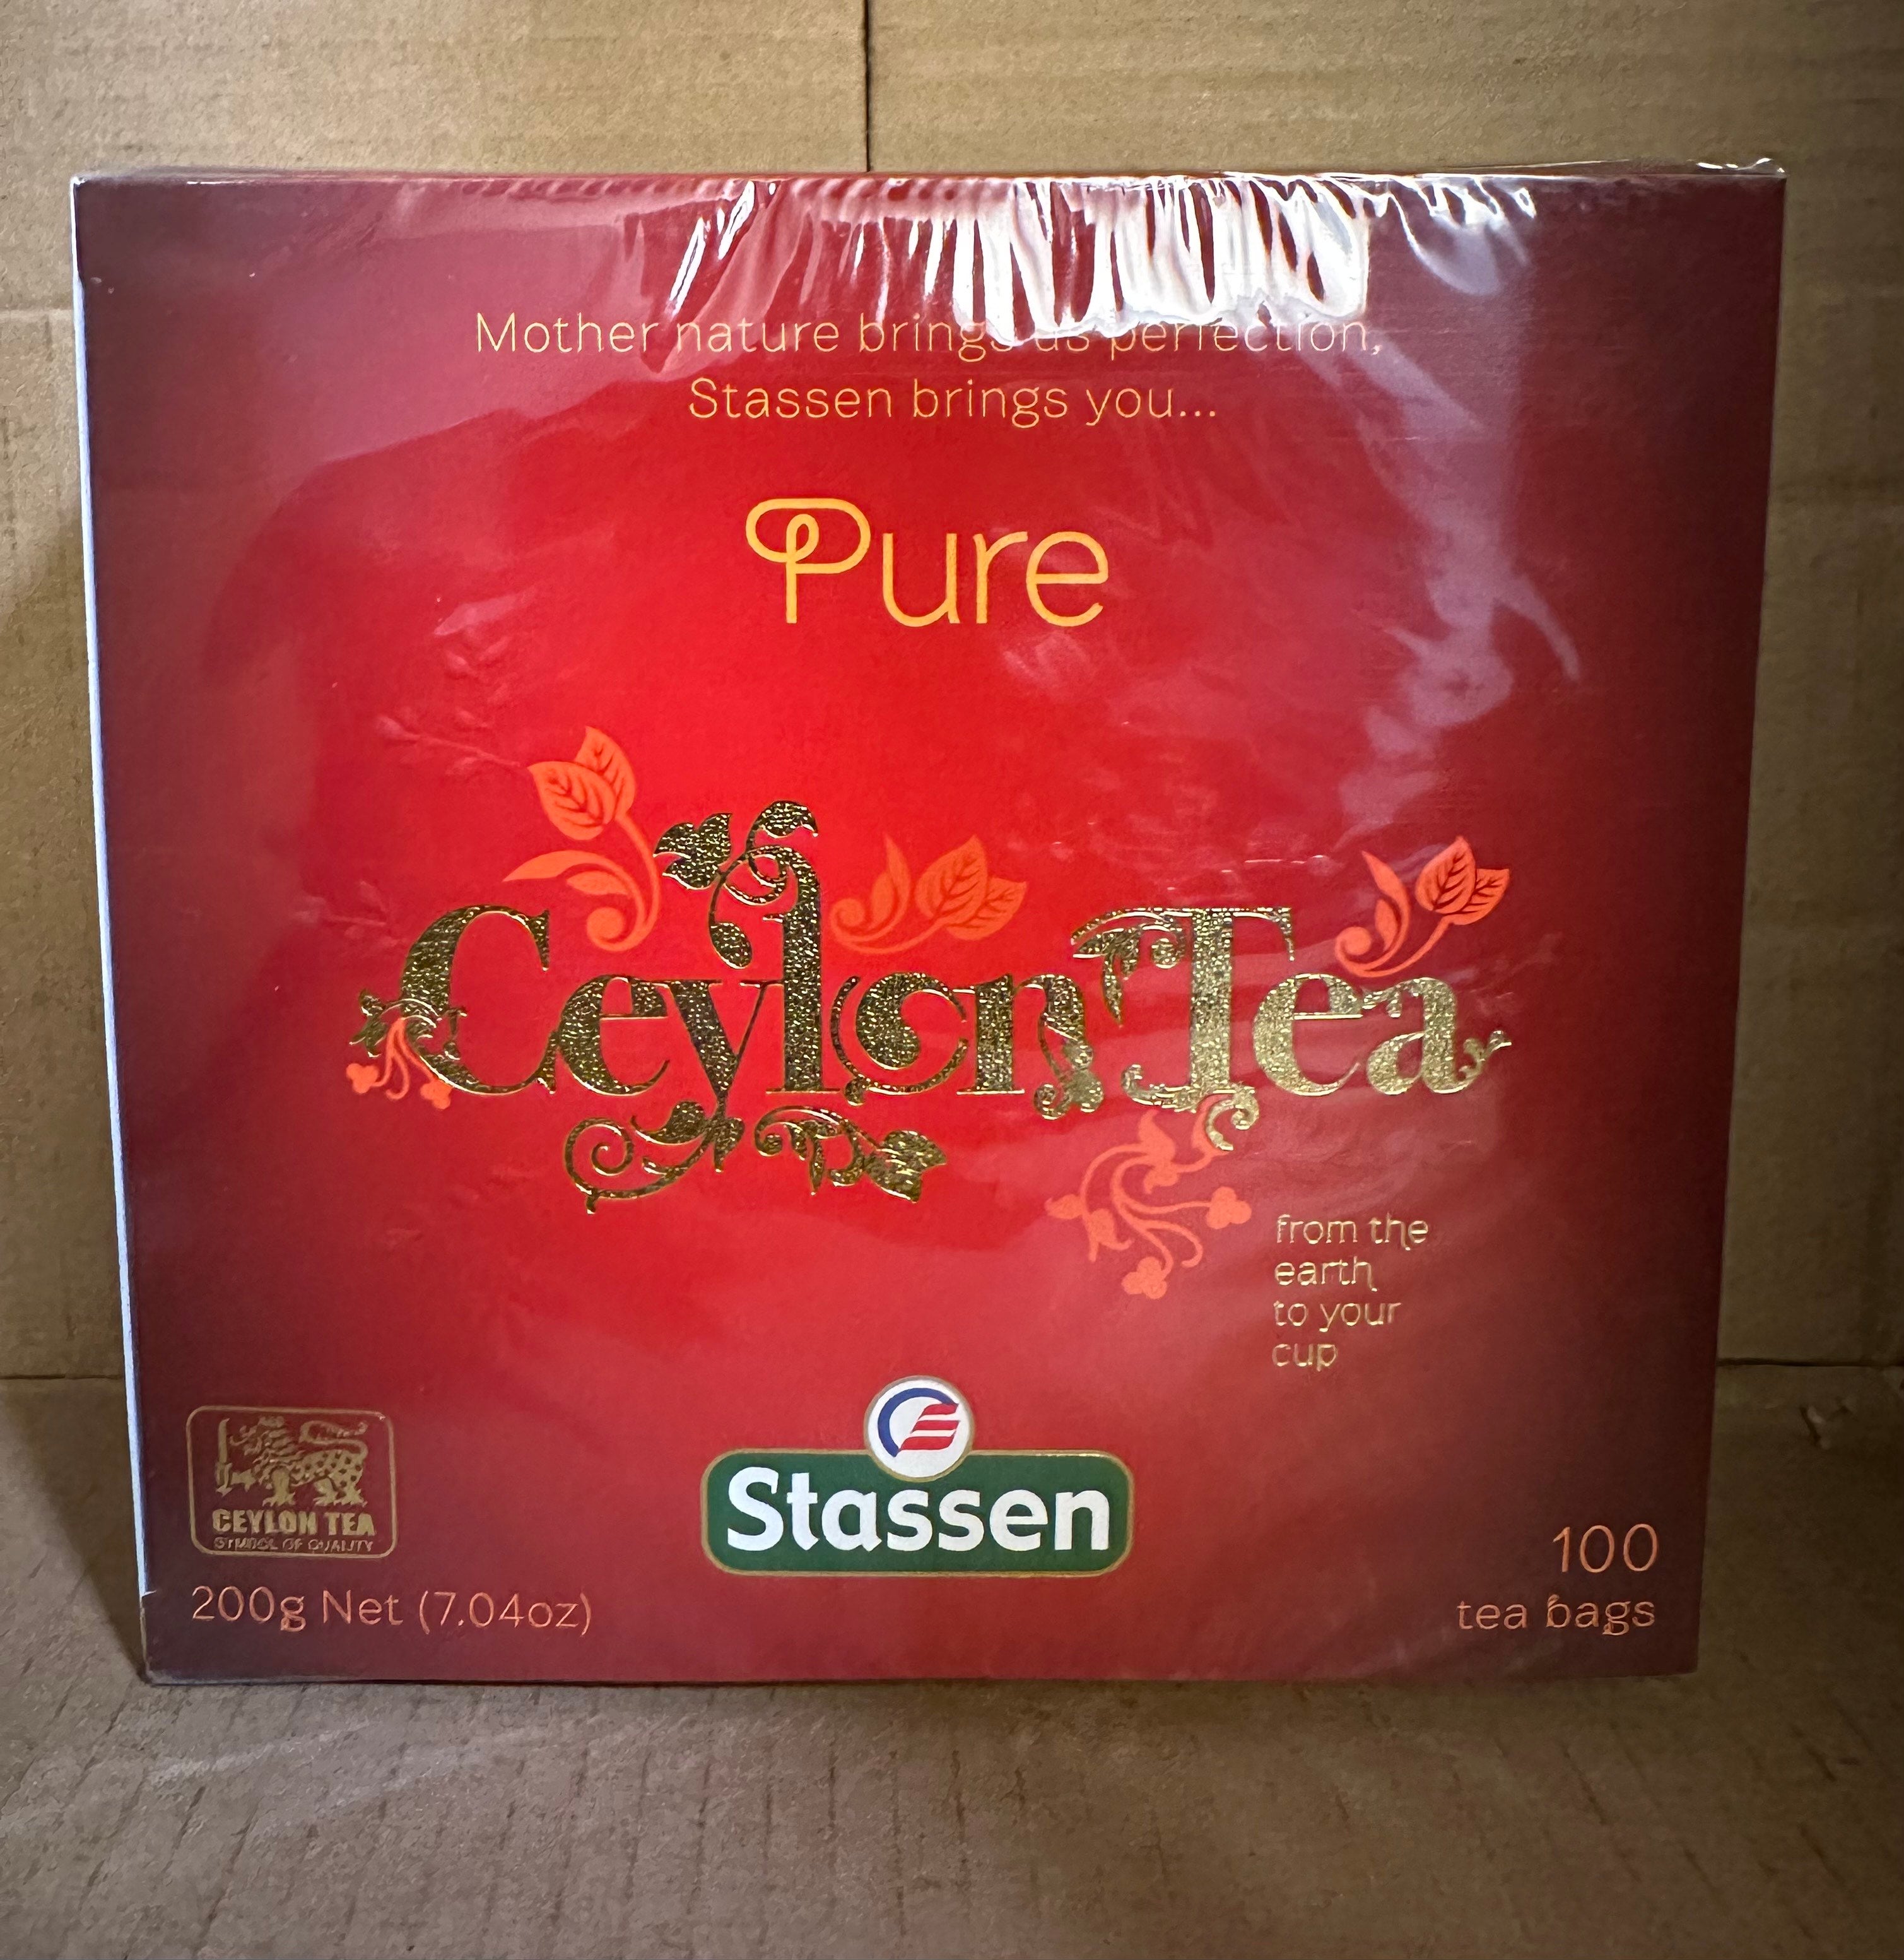 Mother nature brings us perfection,
Stassen brings you...
Pure
Ceylon Tea
from the
earth
to your
cup
CEYLON TEA
SYMBOL OF QUALITY
Stassen
200g Net (7.04oz)
100
tea bags